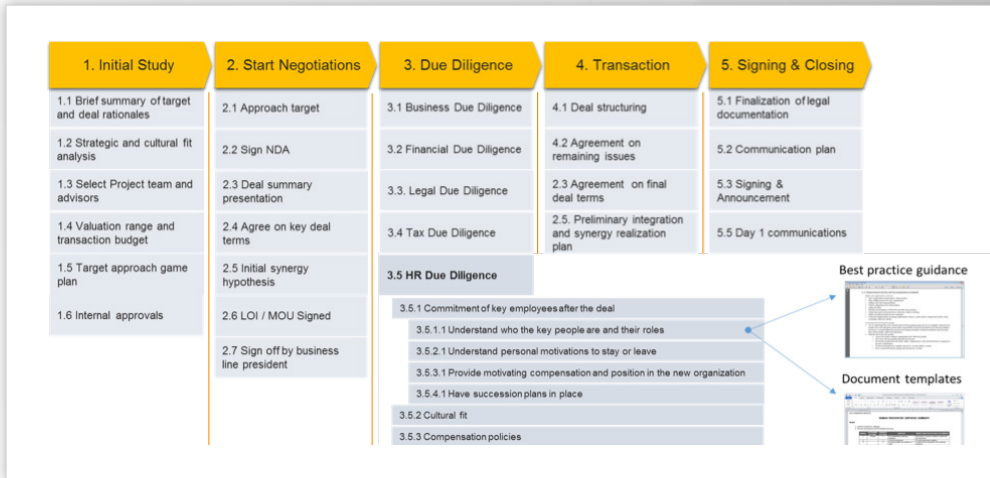 1. Initial Study
2. Start Negotiations
3. Due Diligence
4. Transaction
5. Signing & Closing
1.1 Brief summary of target
and deal rationales
1.2 Strategic and cultural fit
analysis
1.3 Select Project team and
advisors
1.4 Valuation range and
transaction budget
1.5 Target approach game
plan
1.6 Internal approvals
2.1 Approach target
2.2 Sign NDA
2.3 Deal summary
presentation
2.4 Agree on key deal
terms
2.5 Initial synergy
hypothesis
2.6 LOI / MOU Signed
2.7 Sign off by business
line president
3.1 Business Due Diligence
3.2 Financial Due Diligence
3.3. Legal Due Diligence
3.4 Tax Due Diligence
3.5 HR Due Diligence
3.5.1 Commitment of key employees after the deal
3.5.1.1 Understand who the key people are and their roles
3.5.2.1 Understand personal motivations to stay or leave
3.5.3.1 Provide motivating compensation and position in the new organization
3.5.4.1 Have succession plans in place
3.5.2 Cultural fit
3.5.3 Compensation policies
4.1 Deal structuring
4.2 Agreement on
remaining issues
2.3 Agreement on final
deal terms
2.5. Preliminary integration
and synergy realization
plan
5.1 Finalization of legal
documentation
5.2 Communication plan
5.3 Signing &
Announcement
5.5 Day 1 communications
Best practice guidance
Document templates